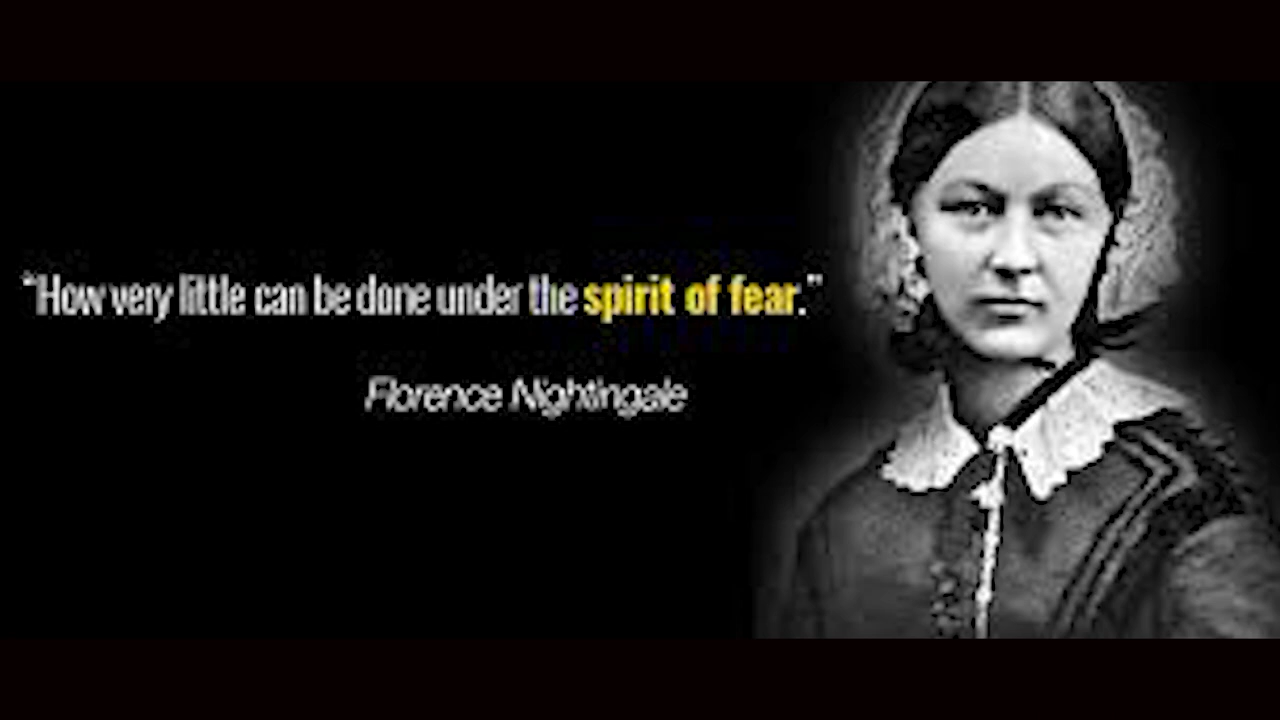 “How very little can be done under the spirit of fear.”
Florence Nightingale